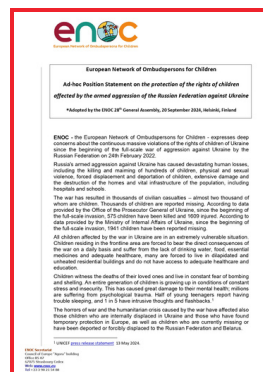 enoc
European Network of Ombudspersons for Children
European Network of Ombudspersons for Children
Ad-hoc Position Statement on the protection of the rights of children
affected by the armed aggression of the Russian Federation against Ukraine
*Adopted by the ENOC 28th General Assembly, 20 September 2024, Helsinki, Finland
ENOC - the European Network of Ombudspersons for Children - expresses deep
concerns about the continuous massive violations of the rights of children of Ukraine
since the beginning of the full-scale war of aggression against Ukraine by the
Russian Federation on 24th February 2022.
Russia's armed aggression against Ukraine has caused devastating human losses,
including the killing and maiming of hundreds of children, physical and sexual
violence, forced displacement and deportation of children, extensive damage and
the destruction of homes and vital infrastructure of the population, including
hospitals and schools.
The war has resulted in thousands of civilian casualties – almost two thousand of
whom are children. Thousands of children are reported missing. According to data
provided by the Office of the Prosecutor General of Ukraine, since the beginning of
the full-scale invasion, 575 children have been killed and 1609 injured. According to
data provided by the Ministry of Internal Affairs of Ukraine, since the beginning of
the full-scale invasion, 1941 children have been reported missing.
All children affected by the war in Ukraine are in an extremely vulnerable situation.
Children residing in the frontline area are forced to bear the direct consequences of
the war on a daily basis and suffer from the lack of drinking water, food, essential
medicines and adequate healthcare, many are forced to live in dilapidated and
unheated residential buildings and do not have access to adequate healthcare and
education.
Children witness the deaths of their loved ones and live in constant fear of bombing
and shelling. An entire generation of children is growing up in conditions of constant
stress and insecurity. This has caused great damage to their mental health; millions
are suffering from psychological trauma. Half of young teenagers report having
trouble sleeping, and 1 in 5 have intrusive thoughts and flashbacks.¹
The horrors of war and the humanitarian crisis caused by the war have affected also
those children who are internally displaced in Ukraine and those who have found
temporary protection in Europe, as well as children who are currently missing or
have been deported or forcibly displaced to the Russian Federation and Belarus.
¹ UNICEF press release statement 13 May 2024.
ENOC Secretariat
Council of Europe "Agora" building
67075 Strasbourg Cedex